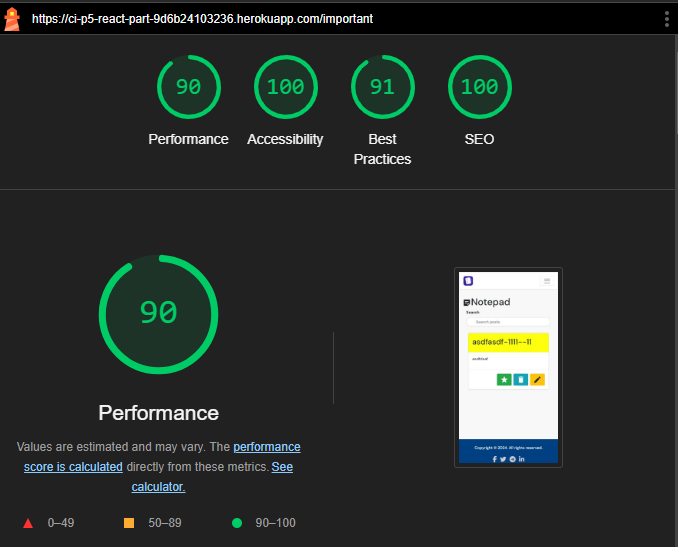 https://ci-p5-react-part-9d6b24103236.herokuapp.com/important
90
100
91
100
Performance
Accessibility
Best
Practices
SEO
90
Performance
Values are estimated and may vary. The performance
score is calculated directly from these metrics. See
calculator.
0–49
50–89
90–100
Notepad
Search
Search posts
asdfasdf-1111--11
Copyright © 2024. All rights reserved.